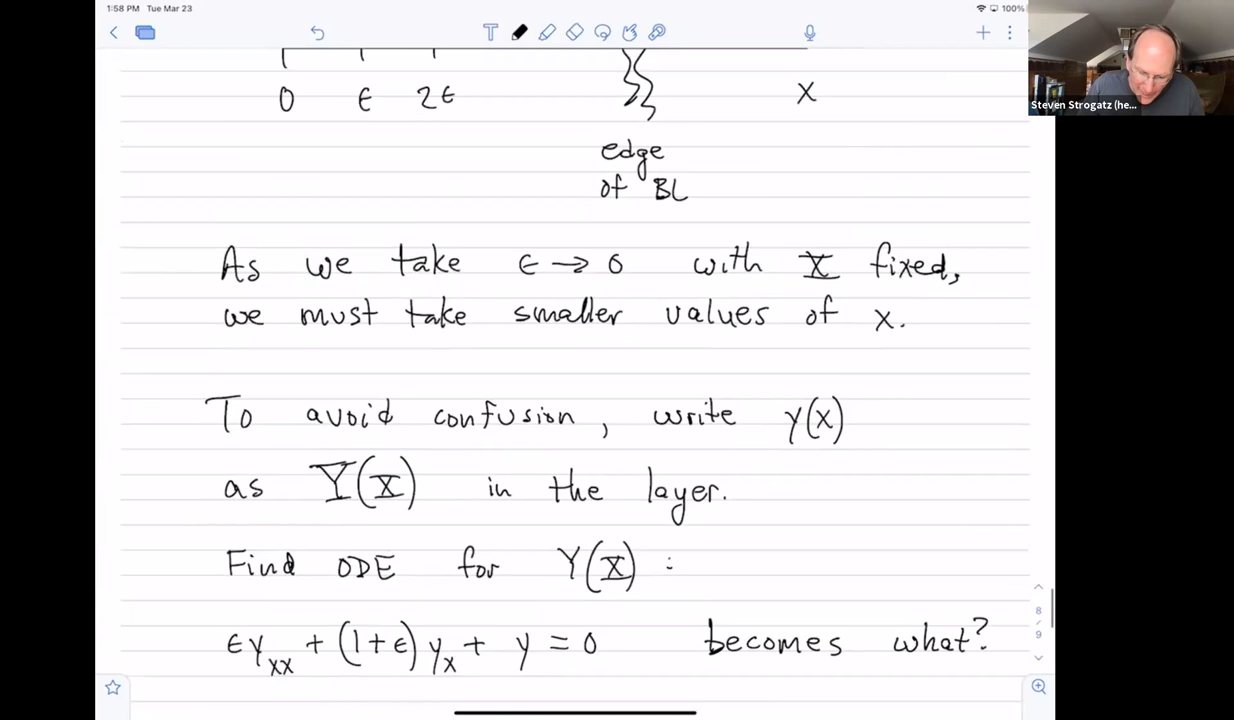 1:58 PM Tue Mar 23
100%
Steven Strogatz (he...
0 ϵ 2ϵ x
edge
of BL
As we take ϵ → 0 with X fixed,
we must take smaller values of x.
To avoid confusion, write y(x)
as Y(X) in the layer.
Find ODE for Y(X) :
ϵy_xx + (1+ϵ) y_x + y = 0 becomes what?
8
/
9